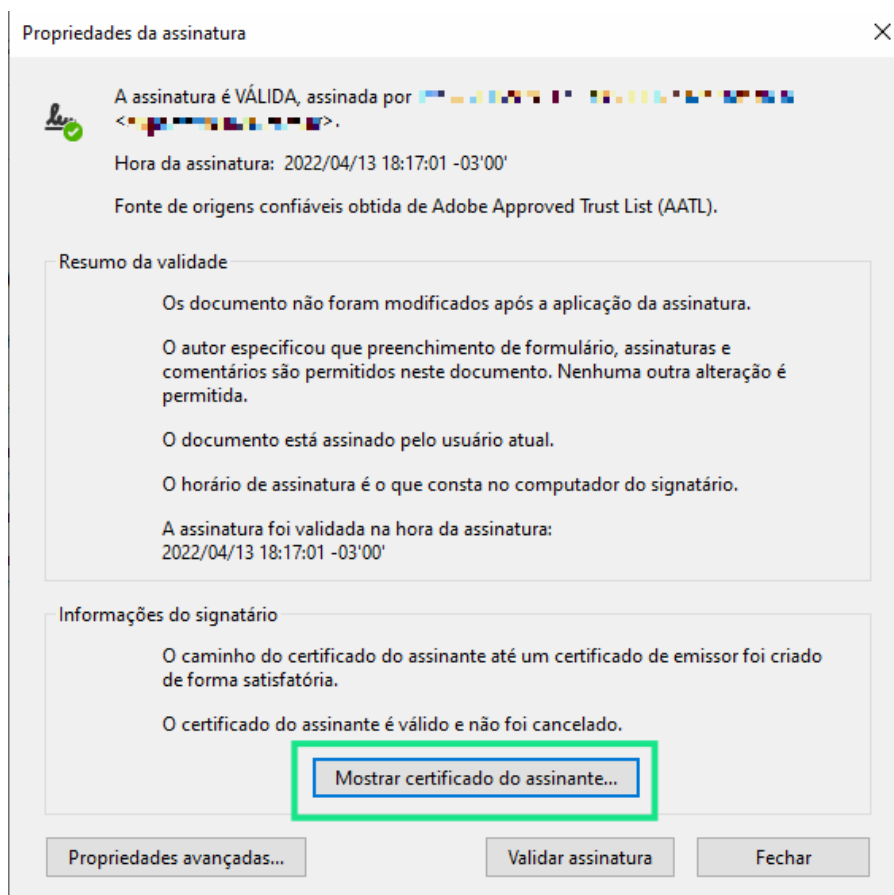 Propriedades da assinatura
A assinatura é VÁLIDA, assinada por
< >.
Hora da assinatura: 2022/04/13 18:17:01 -03'00'
Fonte de origens confiáveis obtida de Adobe Approved Trust List (AATL).
Resumo da validade
Os documento não foram modificados após a aplicação da assinatura.
O autor especificou que preenchimento de formulário, assinaturas e
comentários são permitidos neste documento. Nenhuma outra alteração é
permitida.
O documento está assinado pelo usuário atual.
O horário de assinatura é o que consta no computador do signatário.
A assinatura foi validada na hora da assinatura:
2022/04/13 18:17:01 -03'00'
Informações do signatário
O caminho do certificado do assinante até um certificado de emissor foi criado
de forma satisfatória.
O certificado do assinante é válido e não foi cancelado.
Mostrar certificado do assinante...
Propriedades avançadas... Validar assinatura Fechar